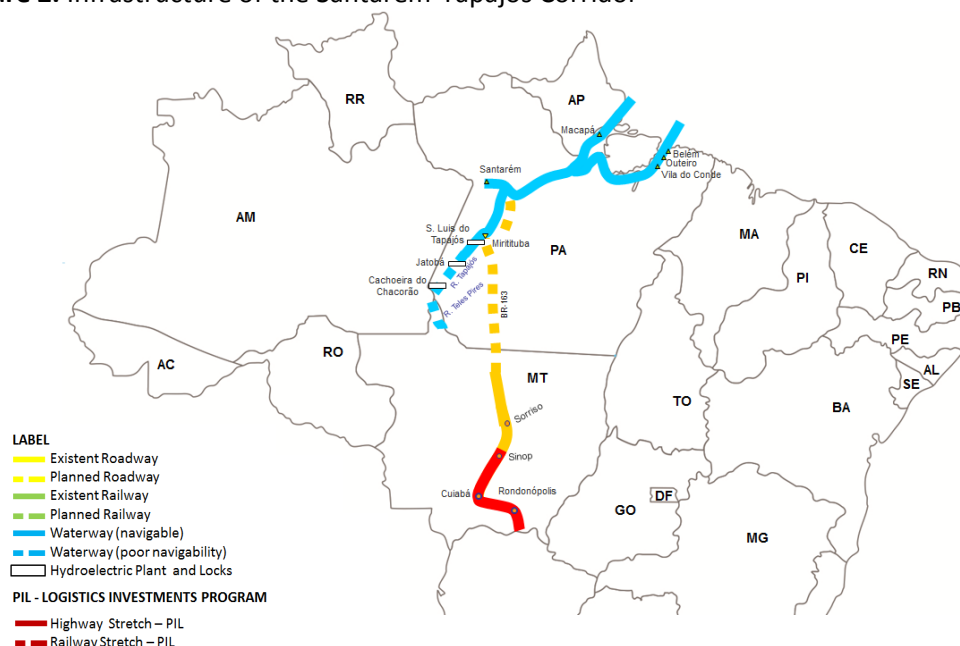 Infrastructure of the Santarém-Tapajós Corridor
RR
AP
Macapá
Belém
Outeiro
Vila do Conde
Santarém
AM
S. Luis do
Tapajós
Miritituba
PA
MA
CE
Jatobá
R. Tapajós
PI
RN
Cachoeira do
Chacorão
R. Teles Pires
BR-163
PB
PE
AC
RO
MT
AL
SE
TO
BA
Sorriso
Sinop
Cuiabá
Rondonópolis
GO
DF
MG
LABEL
Existent Roadway
Planned Roadway
Existent Railway
Planned Railway
Waterway (navigable)
Waterway (poor navigability)
Hydroelectric Plant and Locks
PIL - LOGISTICS INVESTMENTS PROGRAM
Highway Stretch – PIL
Railway Stretch – PIL